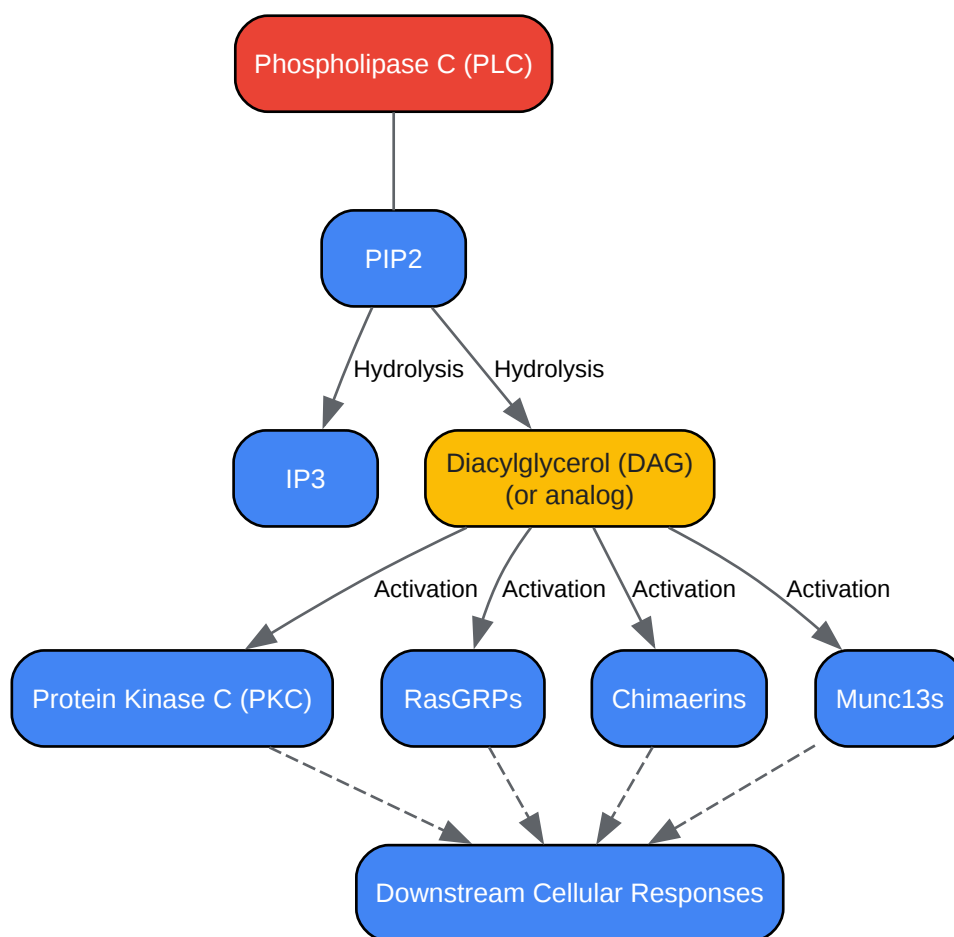 Phospholipase C (PLC)
PIP2
Hydrolysis
Hydrolysis
IP3
Diacylglycerol (DAG)
(or analog)
Activation
Activation
Activation
Activation
Protein Kinase C (PKC)
RasGRPs
Chimaerins
Munc13s
Downstream Cellular Responses